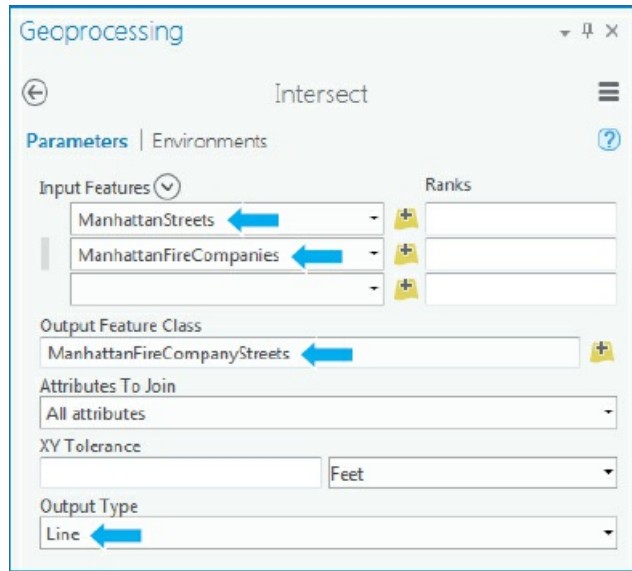 Geoprocessing
Intersect
Parameters | Environments
Input Features Ranks
ManhattanStreets
ManhattanFireCompanies
Output Feature Class
ManhattanFireCompanyStreets
Attributes To Join
All attributes
XY Tolerance
Feet
Output Type
Line